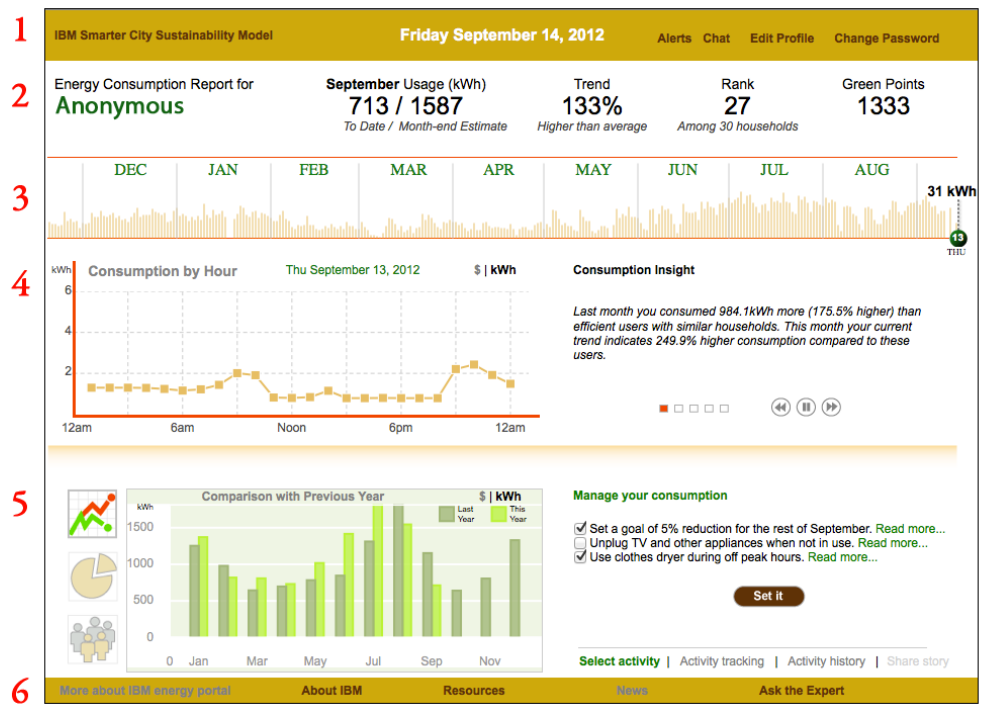 1
IBM Smarter City Sustainability Model
Friday September 14, 2012
Alerts Chat Edit Profile Change Password
2
Energy Consumption Report for
Anonymous
September Usage (kWh)
713 / 1587
To Date / Month-end Estimate
Trend
133%
Higher than average
Rank
27
Among 30 households
Green Points
1333
3
DEC JAN FEB MAR APR MAY JUN JUL AUG
31 kWh
13
THU
4
kWh
Consumption by Hour
Thu September 13, 2012
$ | kWh
6
4
2
12am 6am Noon 6pm 12am
Consumption Insight
Last month you consumed 984.1kWh more (175.5% higher) than
efficient users with similar households. This month your current
trend indicates 249.9% higher consumption compared to these
users.
5
Comparison with Previous Year
$ | kWh
kWh
Last
Year
This
Year
1500
1000
500
0
0 Jan Mar May Jul Sep Nov
Manage your consumption
Set a goal of 5% reduction for the rest of September. Read more...
Unplug TV and other appliances when not in use. Read more...
Use clothes dryer during off peak hours. Read more...
Set it
Select activity | Activity tracking | Activity history | Share story
6
More about IBM energy portal
About IBM
Resources
News
Ask the Expert